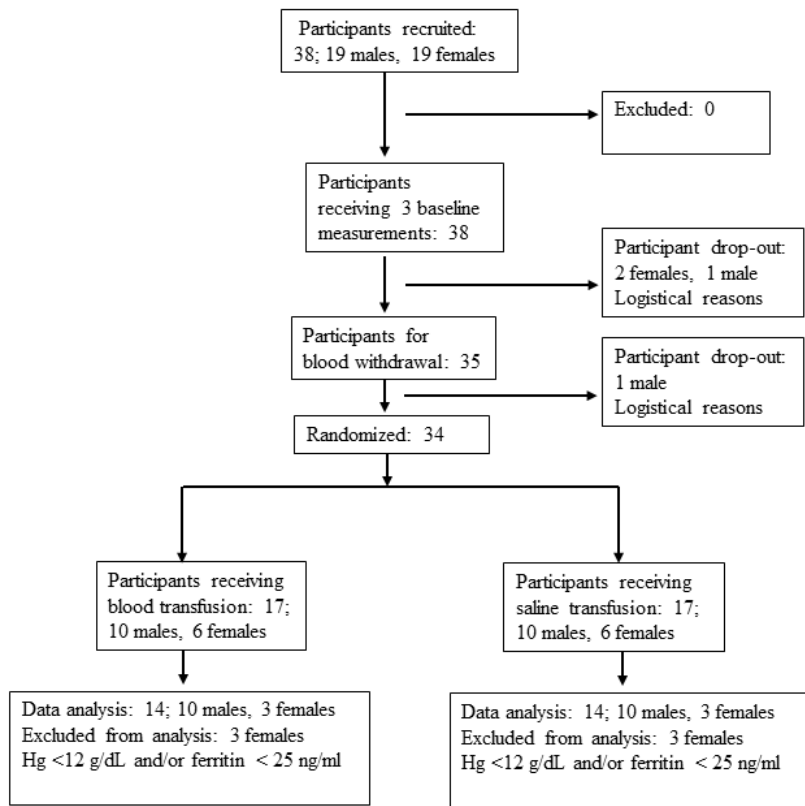 Participants recruited:
38; 19 males, 19 females
Excluded: 0
Participants
receiving 3 baseline
measurements: 38
Participant drop-out:
2 females, 1 male
Logistical reasons
Participants for
blood withdrawal: 35
Participant drop-out:
1 male
Logistical reasons
Randomized: 34
Participants receiving
blood transfusion: 17;
10 males, 6 females
Participants receiving
saline transfusion: 17;
10 males, 6 females
Data analysis: 14; 10 males, 3 females
Excluded from analysis: 3 females
Hg <12 g/dL and/or ferritin < 25 ng/ml
Data analysis: 14; 10 males, 3 females
Excluded from analysis: 3 females
Hg <12 g/dL and/or ferritin < 25 ng/ml